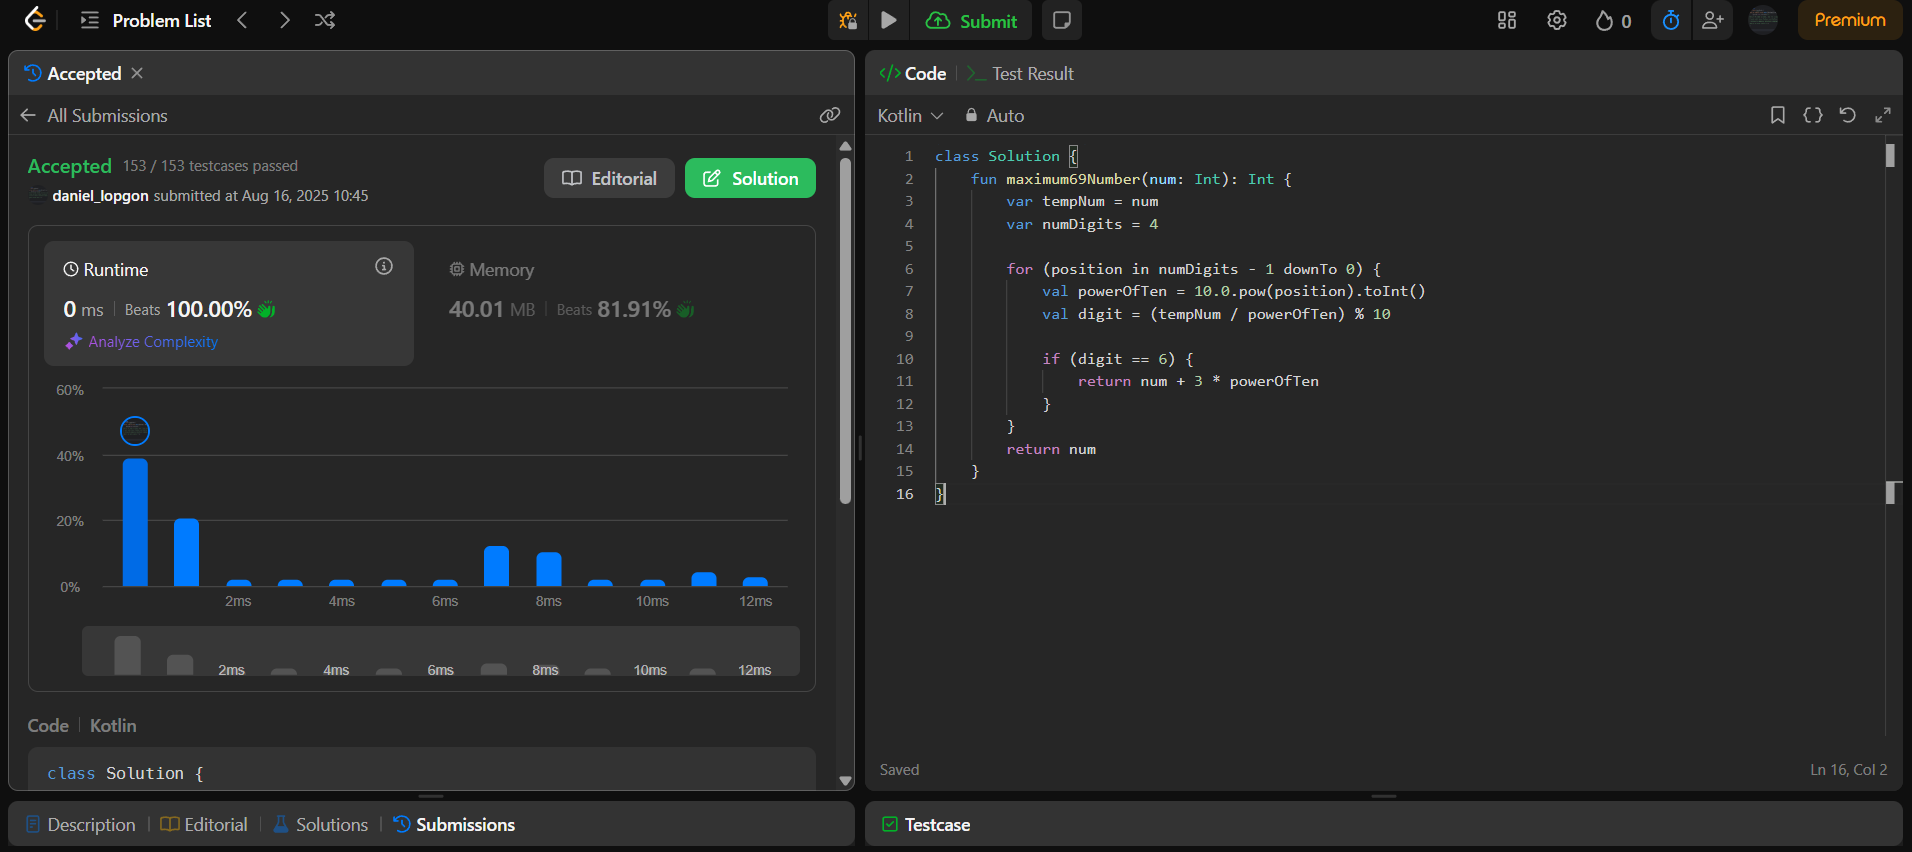 Problem List
Submit
0
Premium
Accepted
All Submissions
Accepted 153 / 153 testcases passed
daniel_lopgon submitted at Aug 16, 2025 10:45
Editorial
Solution
Runtime
0 ms | Beats 100.00%
Analyze Complexity
Memory
40.01 MB | Beats 81.91%
60%
40%
20%
0%
2ms 4ms 6ms 8ms 10ms 12ms
2ms 4ms 6ms 8ms 10ms 12ms
Code | Kotlin
class Solution {
Description | Editorial | Solutions | Submissions
</> Code | >_ Test Result
Kotlin Auto
1 class Solution {
2 fun maximum69Number(num: Int): Int {
3 var tempNum = num
4 var numDigits = 4
5
6 for (position in numDigits - 1 downTo 0) {
7 val powerOfTen = 10.0.pow(position).toInt()
8 val digit = (tempNum / powerOfTen) % 10
9
10 if (digit == 6) {
11 return num + 3 * powerOfTen
12 }
13 }
14 return num
15 }
16 }
Saved
Ln 16, Col 2
Testcase